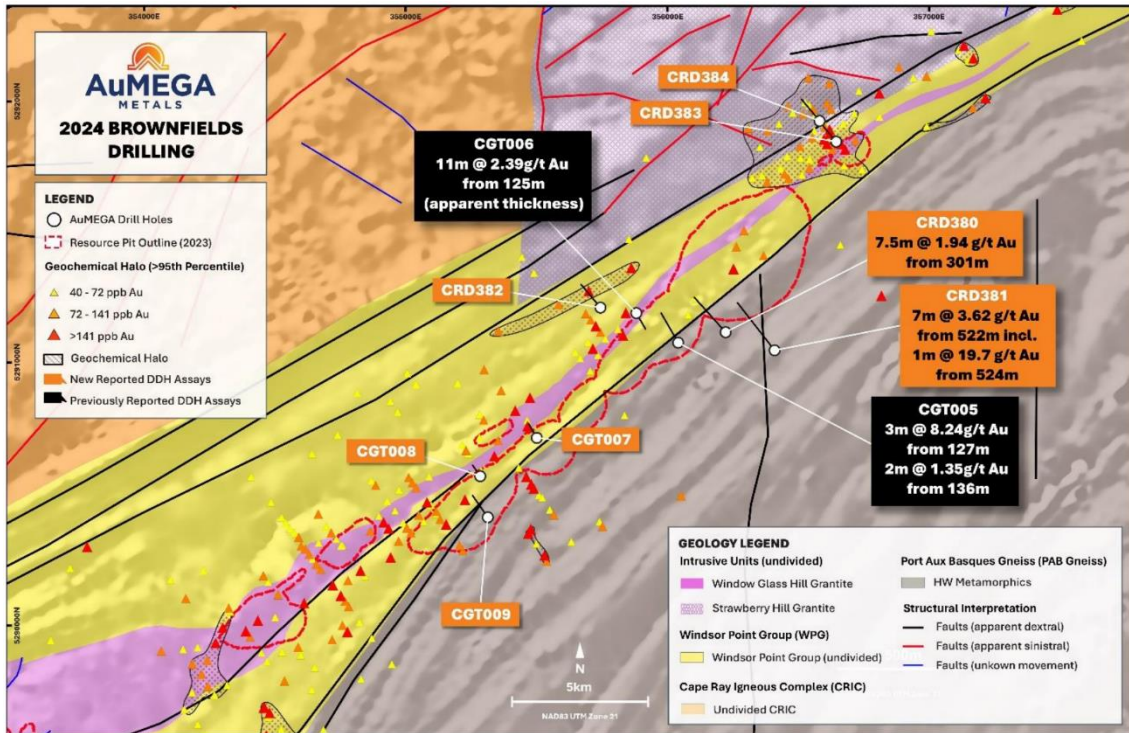 354000E
355000E
356000E
357000E
5292000N
5291000N
5298000N
AuMEGA
METALS
2024 BROWNFIELDS
DRILLING
LEGEND
AuMEGA Drill Holes
Resource Pit Outline (2023)
Geochemical Halo (>95th Percentile)
40 - 72 ppb Au
72 - 141 ppb Au
>141 ppb Au
Geochemical Halo
New Reported DDH Assays
Previously Reported DDH Assays
CGT006
11m @ 2.39g/t Au
from 125m
(apparent thickness)
CRD384
CRD383
CRD382
CRD380
7.5m @ 1.94 g/t Au
from 301m
CRD381
7m @ 3.62 g/t Au
from 522m incl.
1m @ 19.7 g/t Au
from 524m
CGT005
3m @ 8.24g/t Au
from 127m
2m @ 1.35g/t Au
from 136m
CGT007
CGT008
CGT009
N
5km
NAD83 UTM Zone 21
GEOLOGY LEGEND
Intrusive Units (undivided)
Window Glass Hill Grantite
Strawberry Hill Grantite
Windsor Point Group (WPG)
Windsor Point Group (undivided)
Cape Ray Igneous Complex (CRIC)
Undivided CRIC
Port Aux Basques Gneiss (PAB Gneiss)
HW Metamorphics
Structural Interpretation
Faults (apparent dextral)
Faults (apparent sinistral)
Faults (unkown movement)